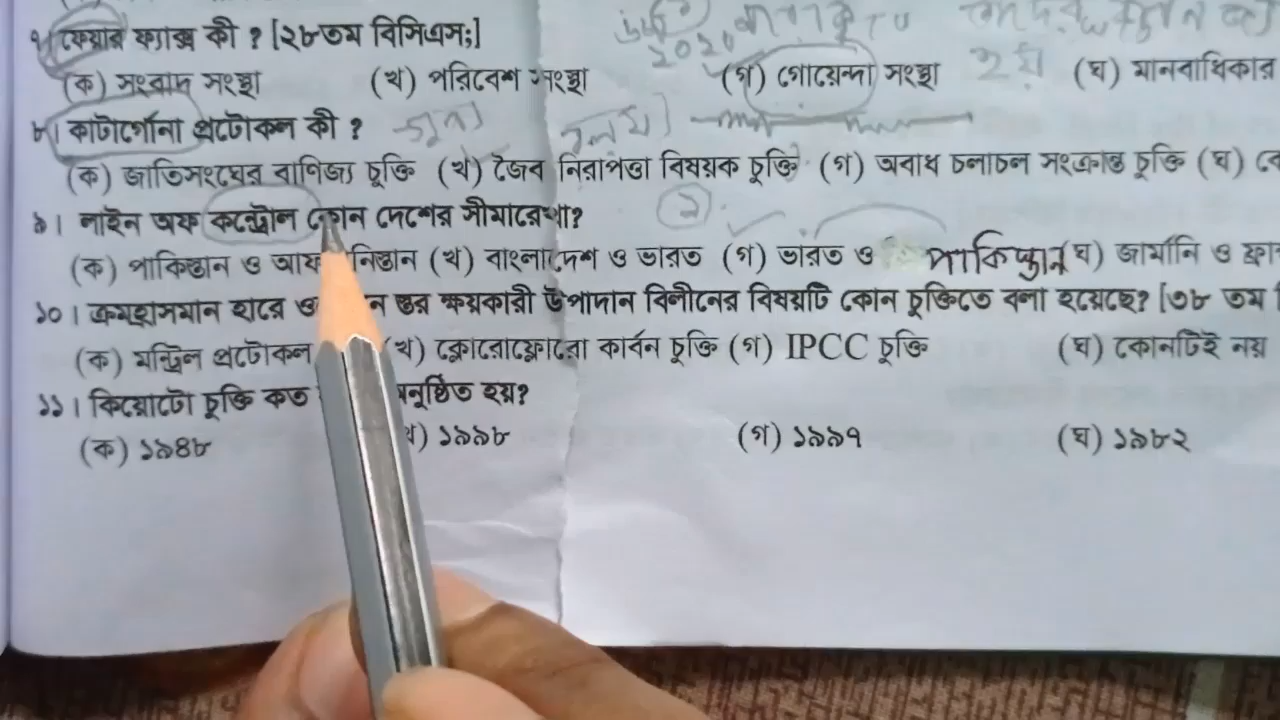 ৭। ফেয়ার ফ্যাক্স কী ? [২৮তম বিসিএস;]
(ক) সংবাদ সংস্থা (খ) পরিবেশ সংস্থা (গ) গোয়েন্দা সংস্থা (ঘ) মানবাধিকার
২০২০
হয়
৮। কার্টাগেনা প্রটোকল কী ?
(ক) জাতিসংঘের বাণিজ্য চুক্তি (খ) জৈব নিরাপত্তা বিষয়ক চুক্তি (গ) অবাধ চলাচল সংক্রান্ত চুক্তি (ঘ)
৯। লাইন অফ কন্ট্রোল কোন দেশের সীমারেখা?
(ক) পাকিস্তান ও (খ) বাংলাদেশ ও ভারত (গ) ভারত ও পাকিস্তান ঘ) জার্মানি ও
১০। ক্রমহ্রাসমান হারে স্তর ক্ষয়কারী উপাদান বিলীনের বিষয়টি কোন চুক্তিতে বলা হয়েছে? [৩৮ তম
(ক) মন্ট্রিল প্রটোকল খ) ক্লোরোফ্লোরো কার্বন চুক্তি (গ) IPCC চুক্তি (ঘ) কোনটিই নয়
১১। কিয়োটো চুক্তি কত অনুষ্ঠিত হয়?
(ক) ১৯৪৮ খ) ১৯৯৮ (গ) ১৯৯৭ (ঘ) ১৯৮২